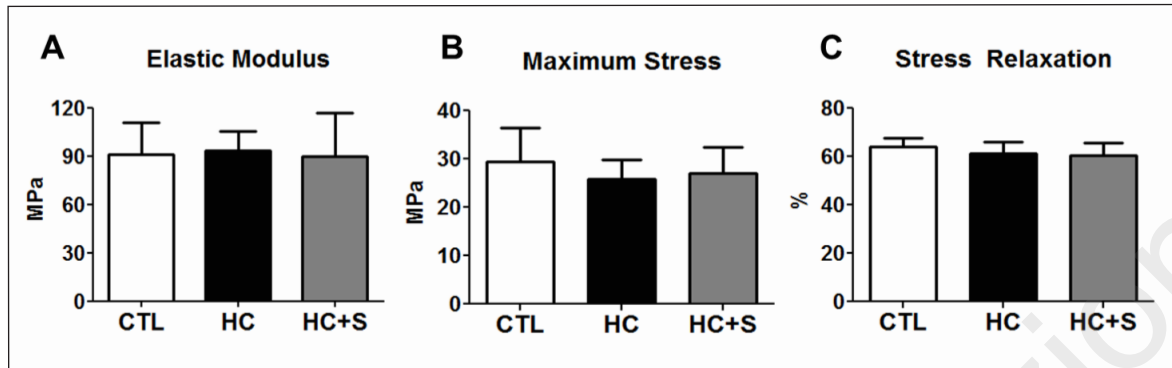 A Elastic Modulus
MPa
120
90
60
30
0
CTL HC HC+S
B Maximum Stress
MPa
40
30
20
10
0
CTL HC HC+S
C Stress Relaxation
%
80
60
40
20
0
CTL HC HC+S